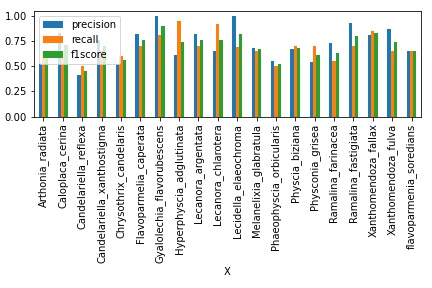 precision
recall
f1score
1.00
0.75
0.50
0.25
0.00
Arthonia_radiata
Caloplaca_cerina
Candelariella_reflexa
Candelariella_xanthostigma
Chrysothrix_candelaris
Flavoparmelia_caperata
Gyalolechia_flavorubescens
Hyperphyscia_adglutinata
Lecanora_argentata
Lecanora_chlarotera
Lecidella_elaeochroma
Melanelixia_glabratula
Phaeophyscia_orbicularis
Physcia_biziana
Physconia_grisea
Ramalina_farinacea
Ramalina_fastigiata
Xanthomendoza_fallax
Xanthomendoza_fulva
flavoparmenia_soredians
X